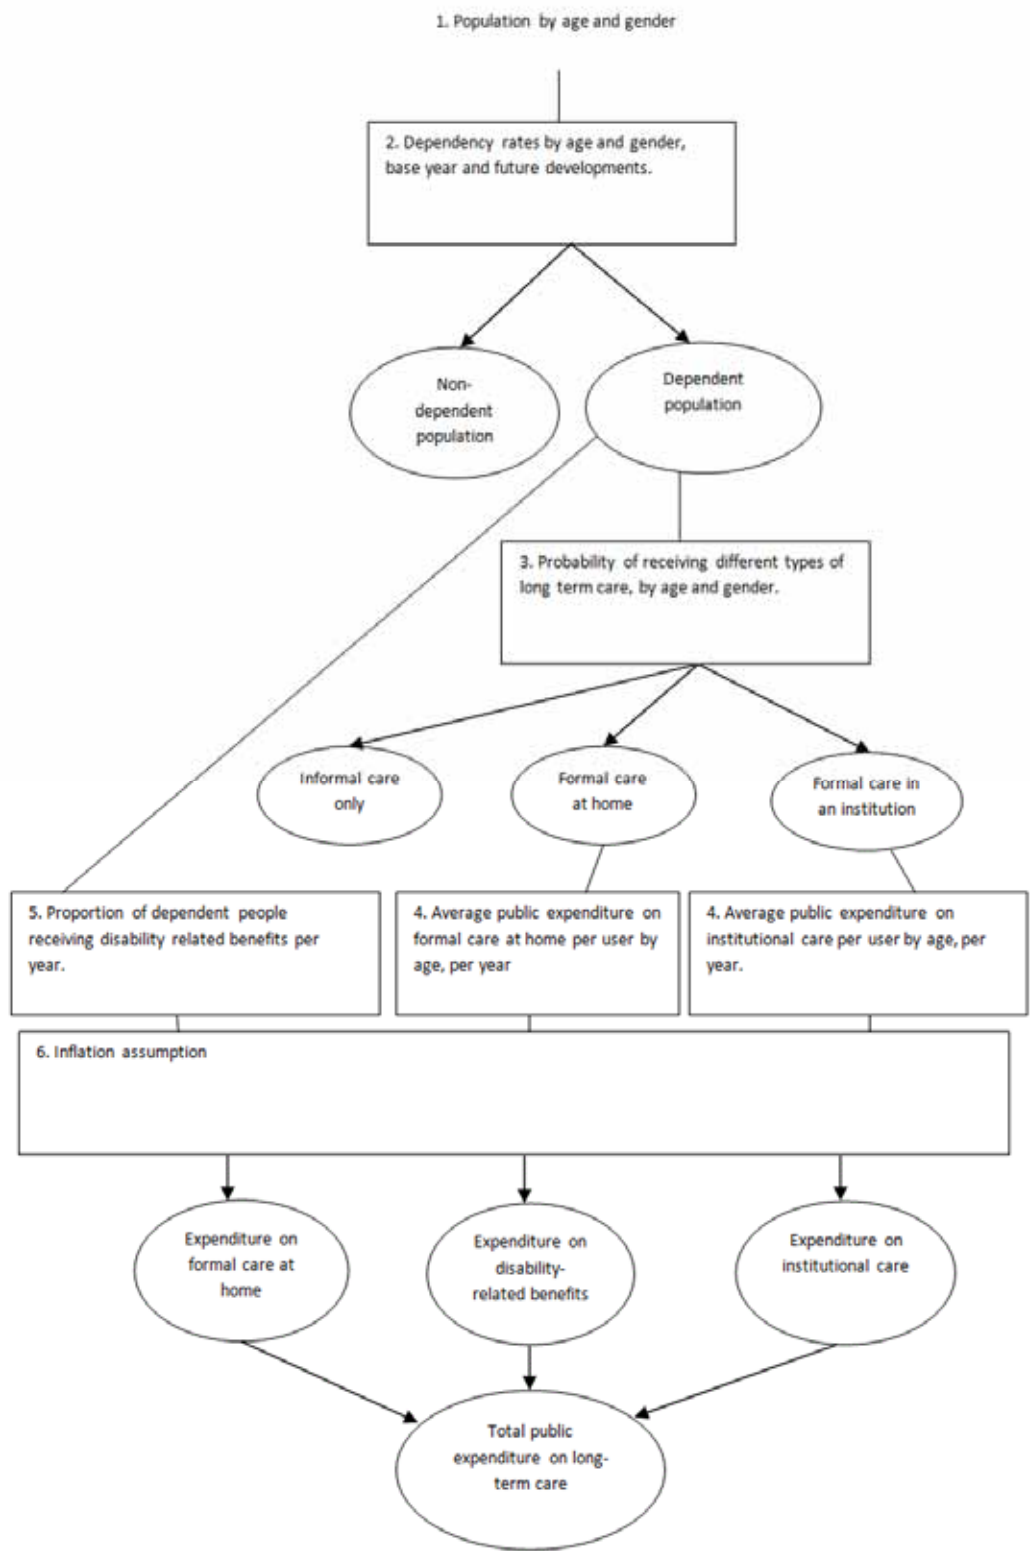 1. Population by age and gender
2. Dependency rates by age and gender,
base year and future developments.
Non-
dependent
population
Dependent
population
3. Probability of receiving different types of
long term care, by age and gender.
Informal care
only
Formal care
at home
Formal care in
an institution
5. Proportion of dependent people
receiving disability related benefits per
year.
4. Average public expenditure on
formal care at home per user by
age, per year
4. Average public expenditure on
institutional care per user by age, per
year.
6. Inflation assumption
Expenditure on
formal care at
home
Expenditure on
disability-
related benefits
Expenditure on
institutional care
Total public
expenditure on long-
term care